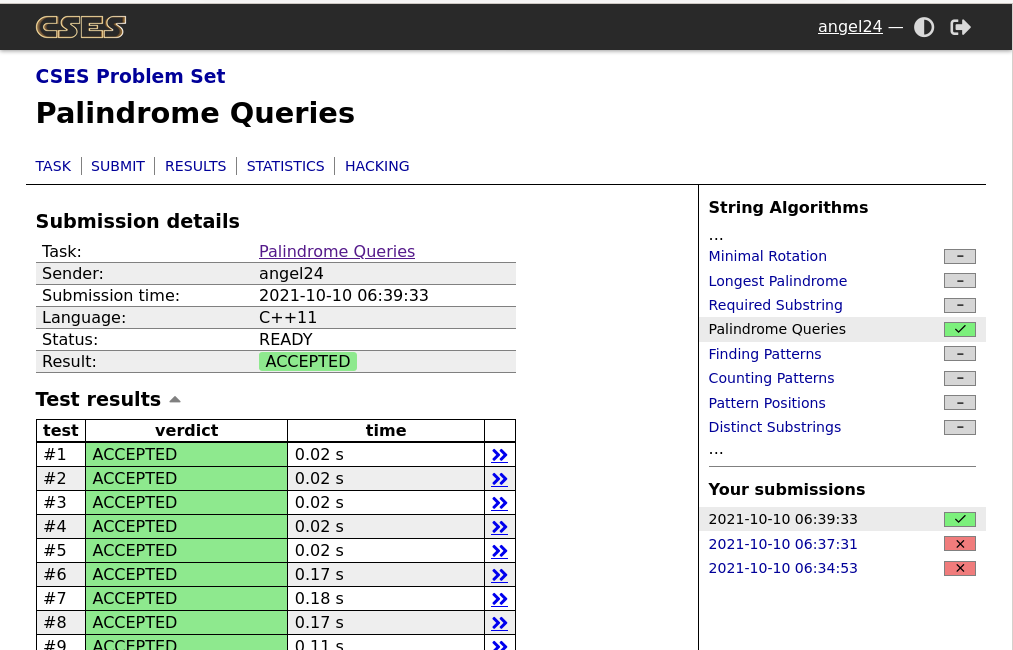 CSES
angel24 —
CSES Problem Set
Palindrome Queries
TASK | SUBMIT | RESULTS | STATISTICS | HACKING
Submission details
Task: Palindrome Queries
Sender: angel24
Submission time: 2021-10-10 06:39:33
Language: C++11
Status: READY
Result: ACCEPTED
Test results
test verdict time
#1 ACCEPTED 0.02 s »
#2 ACCEPTED 0.02 s »
#3 ACCEPTED 0.02 s »
#4 ACCEPTED 0.02 s »
#5 ACCEPTED 0.02 s »
#6 ACCEPTED 0.17 s »
#7 ACCEPTED 0.18 s »
#8 ACCEPTED 0.17 s »
#9 ACCEPTED 0.11 s »
String Algorithms
...
Minimal Rotation –
Longest Palindrome –
Required Substring –
Palindrome Queries ✓
Finding Patterns –
Counting Patterns –
Pattern Positions –
Distinct Substrings –
...
Your submissions
2021-10-10 06:39:33 ✓
2021-10-10 06:37:31 ✕
2021-10-10 06:34:53 ✕